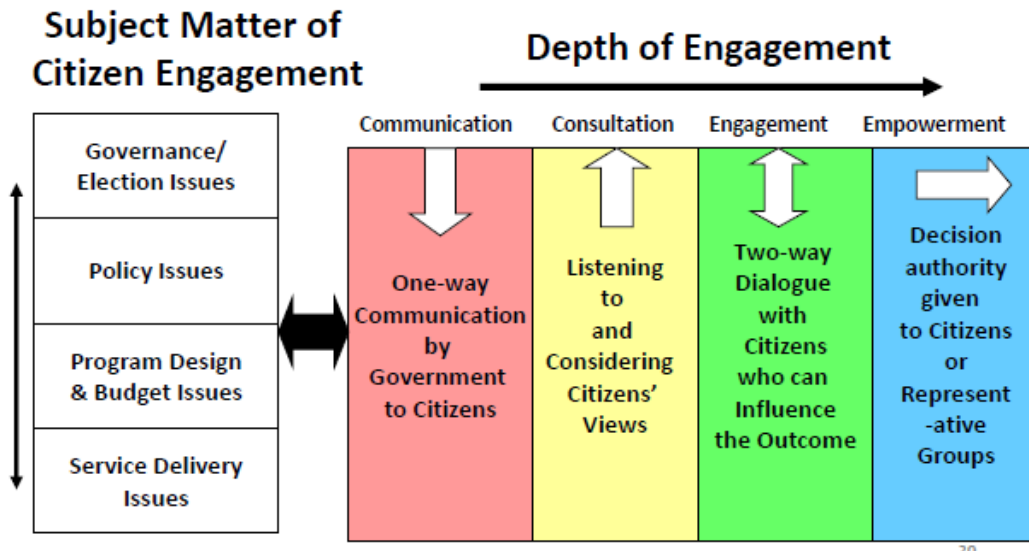 Subject Matter of
Citizen Engagement
Governance/
Election Issues
Policy Issues
Program Design
& Budget Issues
Service Delivery
Issues
Depth of Engagement
Communication
Consultation
Engagement
Empowerment
One-way
Communication
by
Government
to Citizens
Listening
to
and
Considering
Citizens’
Views
Two-way
Dialogue
with
Citizens
who can
Influence
the Outcome
Decision
authority
given
to Citizens
or
Represent
-ative
Groups